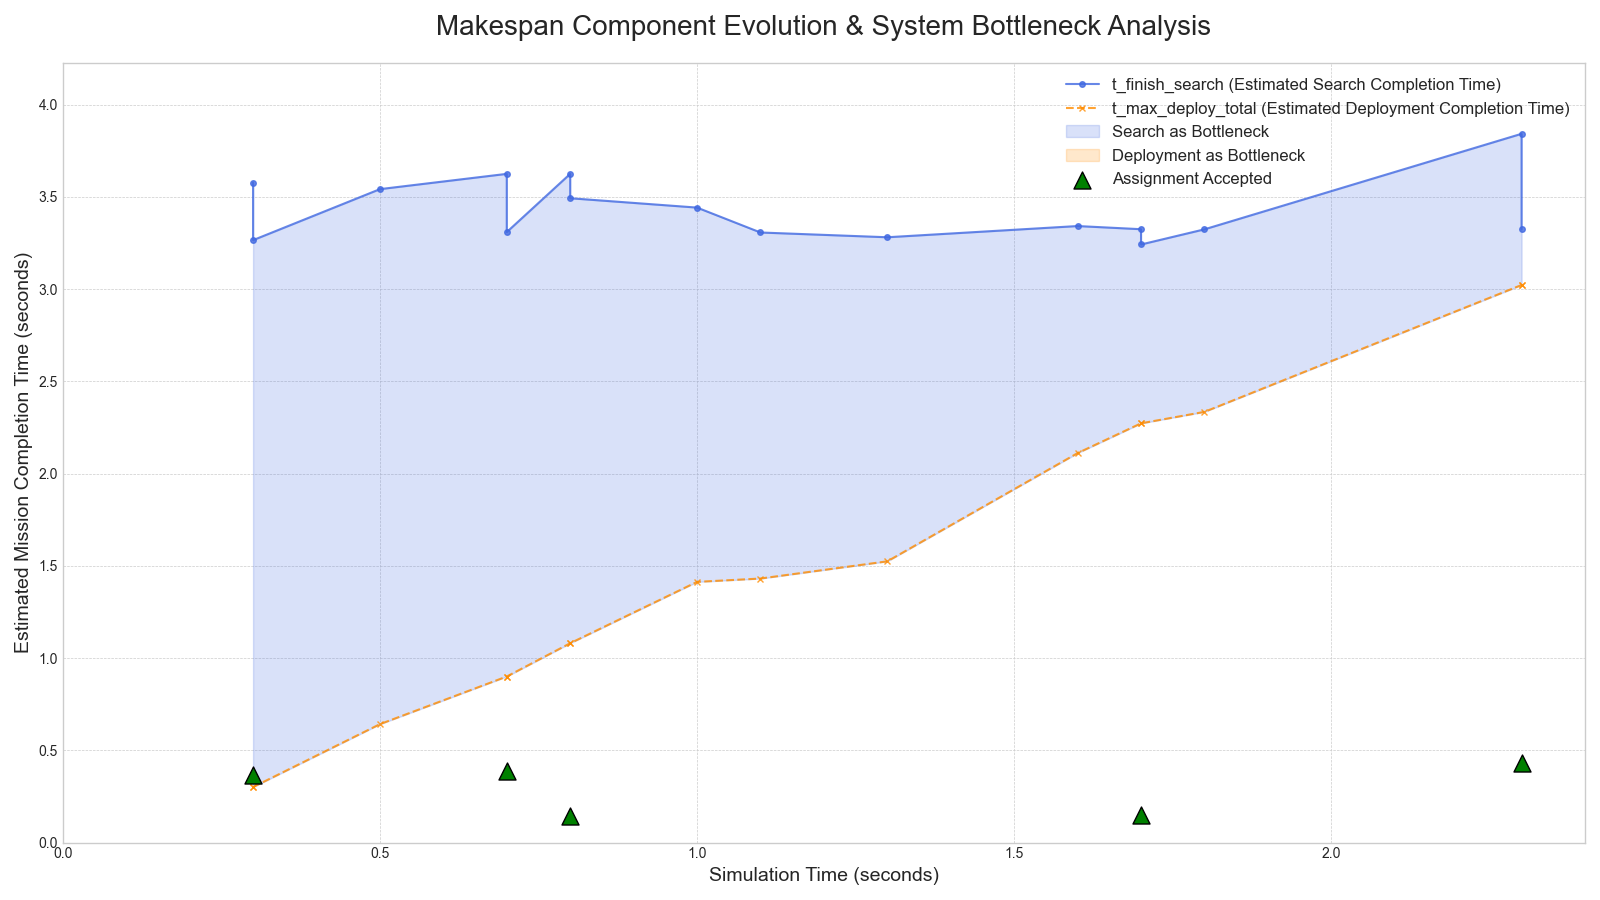 Makespan Component Evolution & System Bottleneck Analysis
t_finish_search (Estimated Search Completion Time)
t_max_deploy_total (Estimated Deployment Completion Time)
Search as Bottleneck
Deployment as Bottleneck
Assignment Accepted
Estimated Mission Completion Time (seconds)
4.0
3.5
3.0
2.5
2.0
1.5
1.0
0.5
0.0
0.0 0.5 1.0 1.5 2.0
Simulation Time (seconds)